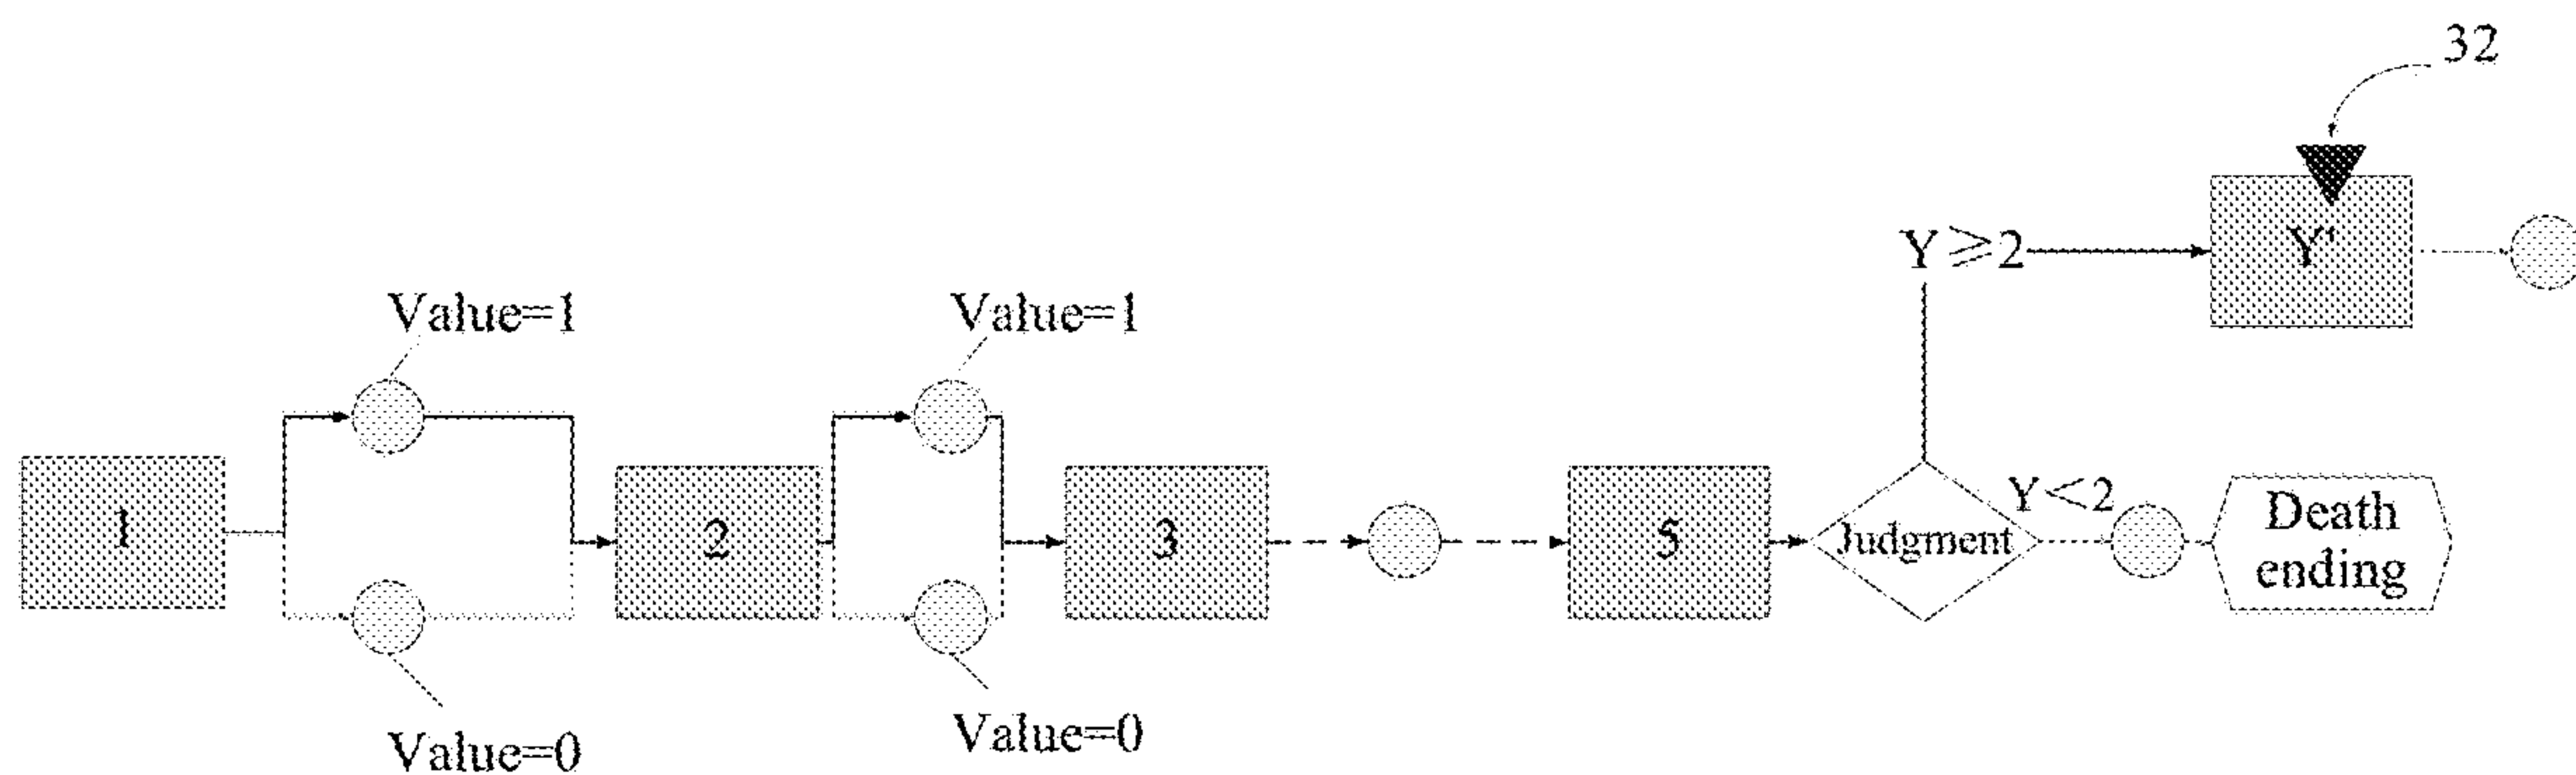 32
Y≥2
Y'
Value=1
Value=1
1
2
3
5
Judgment
Y<2
Death
ending
Value=0
Value=0